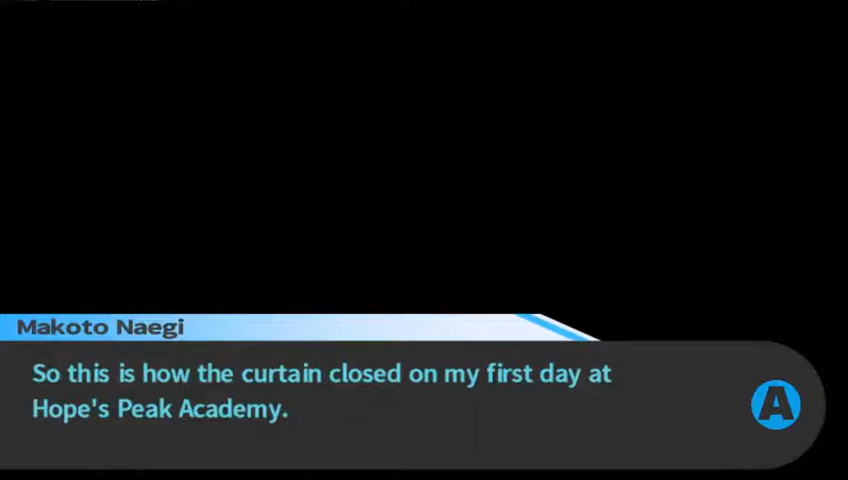 Makoto Naegi
So this is how the curtain closed on my first day at
Hope's Peak Academy.
A